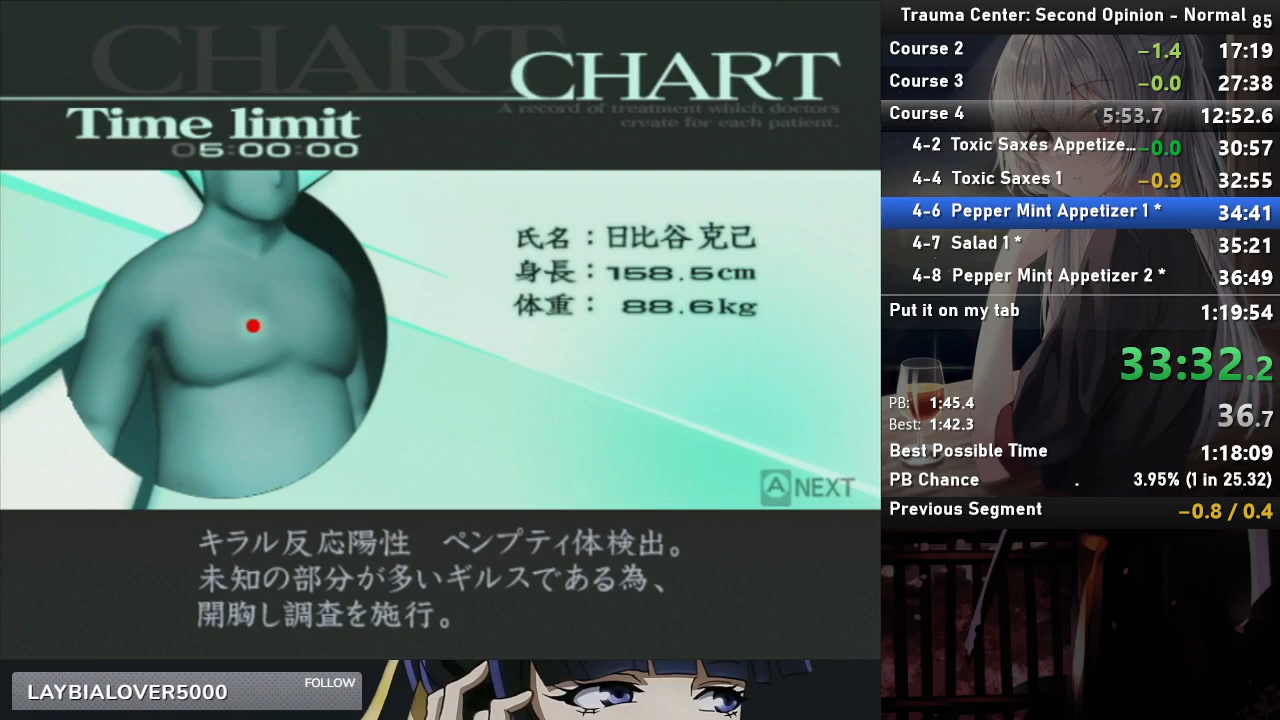 CHART
CHART
A record of treatment which doctors
create for each patient.
Time limit
05:00:00
氏名：日比谷 克己
身長：158.5cm
体重： 88.6kg
A NEXT
キラル反応陽性　ペンプティ体検出。
未知の部分が多いギルスである為、
開胸し調査を施行。
LAYBIALOVER5000
FOLLOW
Trauma Center: Second Opinion - Normal 85
Course 2 −1.4 17:19
Course 3 −0.0 27:38
Course 4 5:53.7 12:52.6
4-2 Toxic Saxes Appetize... −0.0 30:57
4-4 Toxic Saxes 1 −0.9 32:55
4-6 Pepper Mint Appetizer 1 * 34:41
4-7 Salad 1 * 35:21
4-8 Pepper Mint Appetizer 2 * 36:49
Put it on my tab 1:19:54
33:32.2
PB: 1:45.4
Best: 1:42.3
36.7
Best Possible Time 1:18:09
PB Chance . 3.95% (1 in 25.32)
Previous Segment −0.8 / 0.4